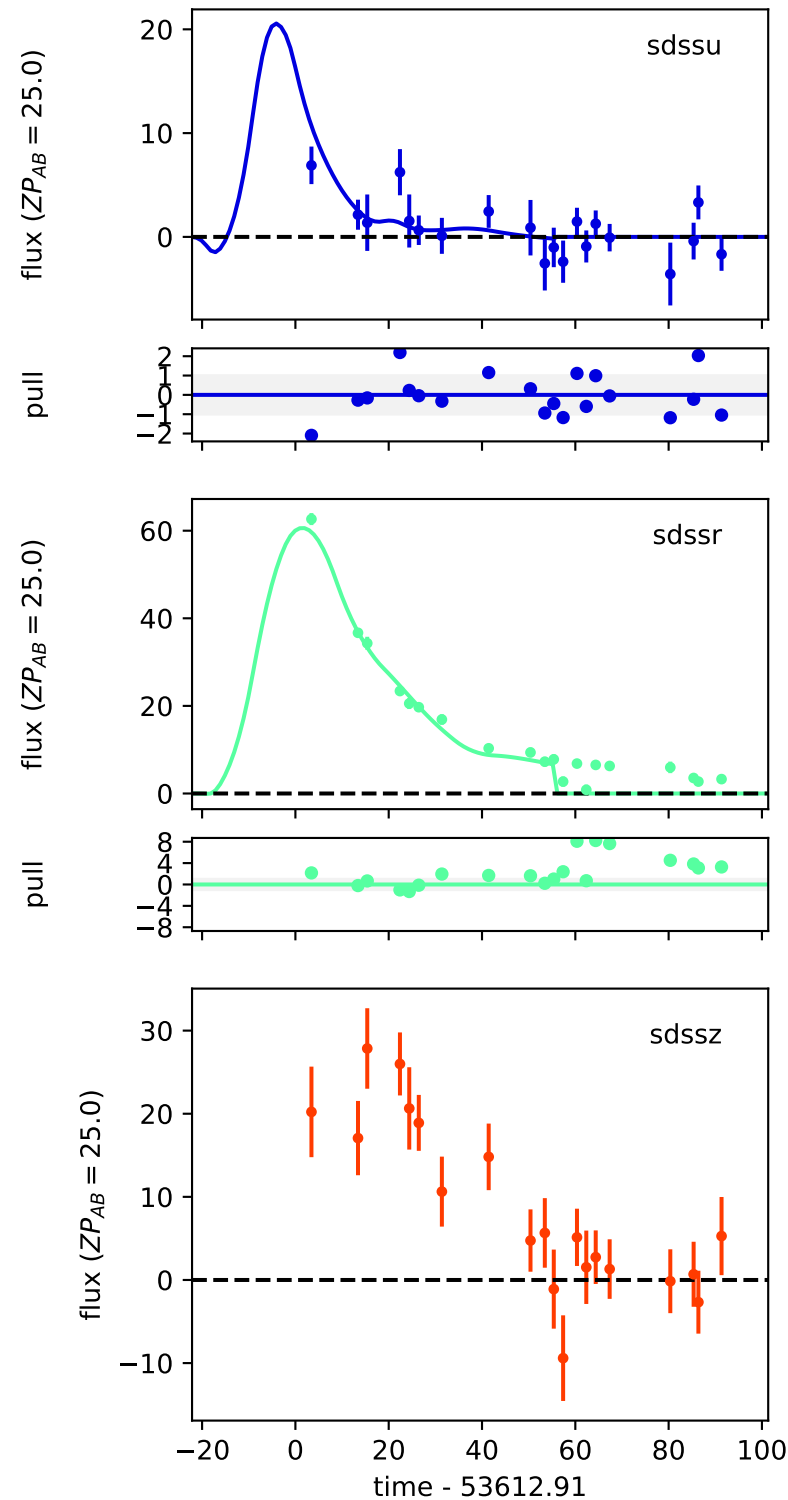 sdssu
flux (ZP_AB = 25.0)
20
10
0
pull
2
1
0
−1
−2
sdssr
flux (ZP_AB = 25.0)
60
40
20
0
pull
8
4
0
−4
−8
sdssz
flux (ZP_AB = 25.0)
30
20
10
0
−10
−20 0 20 40 60 80 100
time - 53612.91